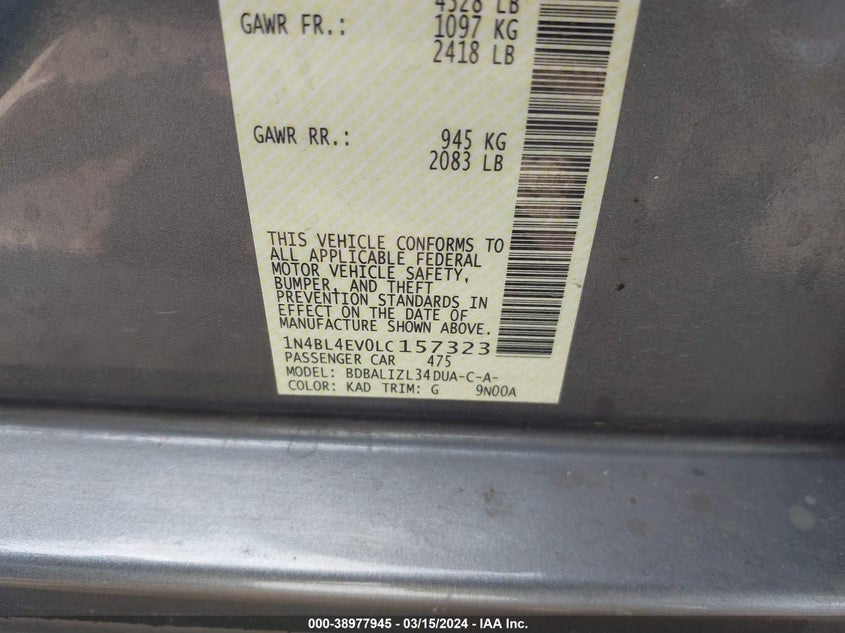 4528 LB
GAWR FR.: 1097 KG
2418 LB
GAWR RR.: 945 KG
2083 LB
THIS VEHICLE CONFORMS TO
ALL APPLICABLE FEDERAL
MOTOR VEHICLE SAFETY,
BUMPER, AND THEFT
PREVENTION STANDARDS IN
EFFECT ON THE DATE OF
MANUFACTURE SHOWN ABOVE.
1N4BL4EV0LC157323
PASSENGER CAR 475
MODEL: BDBALIZL34DUA-C-A-
COLOR: KAD TRIM: G 9N00A
000-38977945 - 03/15/2024 - IAA Inc.